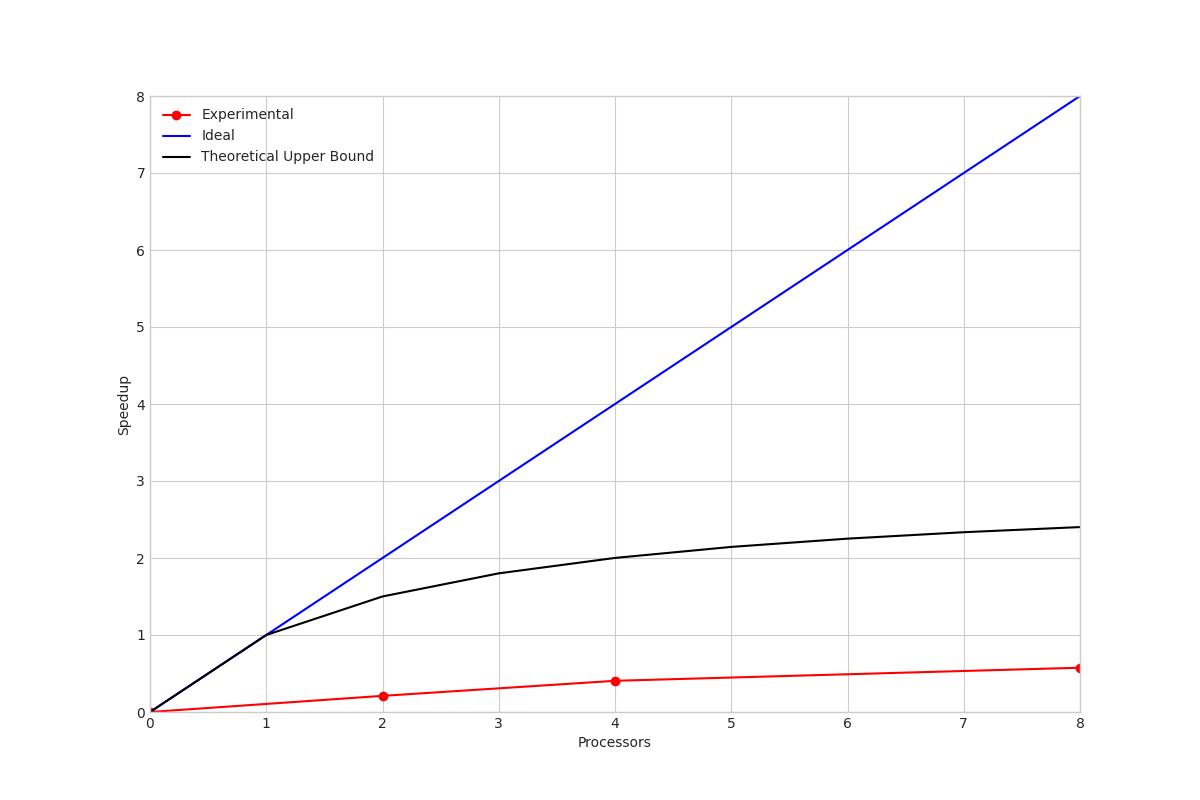 8
Experimental
Ideal
Theoretical Upper Bound
7
6
5
4
Speedup
3
2
1
0
0 1 2 3 4 5 6 7 8
Processors